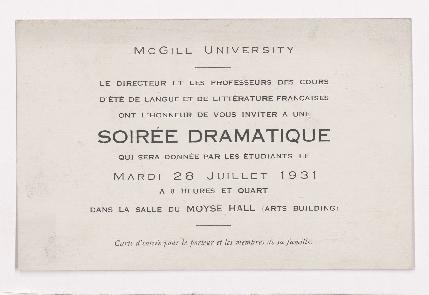 McGILL UNIVERSITY
LE DIRECTEUR ET LES PROFESSEURS DES COURS
D'ÉTÉ DE LANGUE ET DE LITTÉRATURE FRANÇAISES
ONT L'HONNEUR DE VOUS INVITER A UNE
SOIRÉE DRAMATIQUE
QUI SERA DONNÉE PAR LES ÉTUDIANTS LE
MARDI 28 JUILLET 1931
A 8 HEURES ET QUART
DANS LA SALLE DU MOYSE HALL (ARTS BUILDING)
Carte d'entrée pour le porteur et les membres de sa famille.